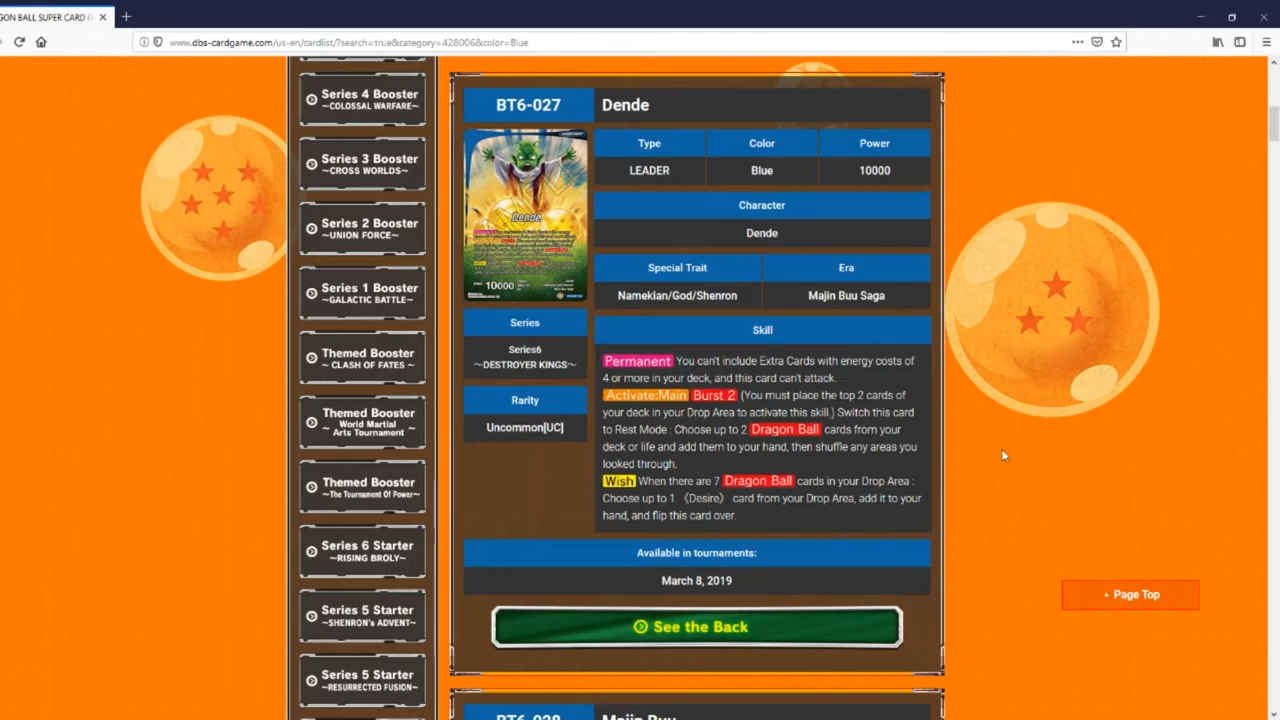 GON BALL SUPER CARD G
www.dbs-cardgame.com/us-en/cardlist/?search=true&category=428006&color=Blue
Series 4 Booster
~COLOSSAL WARFARE~
Series 3 Booster
~CROSS WORLDS~
Series 2 Booster
~UNION FORCE~
Series 1 Booster
~GALACTIC BATTLE~
Themed Booster
~ CLASH OF FATES ~
Themed Booster
World Martial
Arts Tournament
Themed Booster
~The Tournament Of Power~
Series 6 Starter
~RISING BROLY~
Series 5 Starter
~SHENRON's ADVENT~
Series 5 Starter
~RESURRECTED FUSION~
BT6-027
Dende
Dende
10000
Series
Series6
~DESTROYER KINGS~
Rarity
Uncommon[UC]
Type
Color
Power
LEADER
Blue
10000
Character
Dende
Special Trait
Era
Namekian/God/Shenron
Majin Buu Saga
Skill
Permanent You can't include Extra Cards with energy costs of
4 or more in your deck, and this card can't attack.
Activate:Main Burst 2 (You must place the top 2 cards of
your deck in your Drop Area to activate this skill.) Switch this card
to Rest Mode : Choose up to 2 Dragon Ball cards from your
deck or life and add them to your hand, then shuffle any areas you
looked through.
Wish When there are 7 Dragon Ball cards in your Drop Area :
Choose up to 1 《Desire》 card from your Drop Area, add it to your
hand, and flip this card over.
Available in tournaments:
March 8, 2019
See the Back
Page Top
BT6-028
Majin Buu